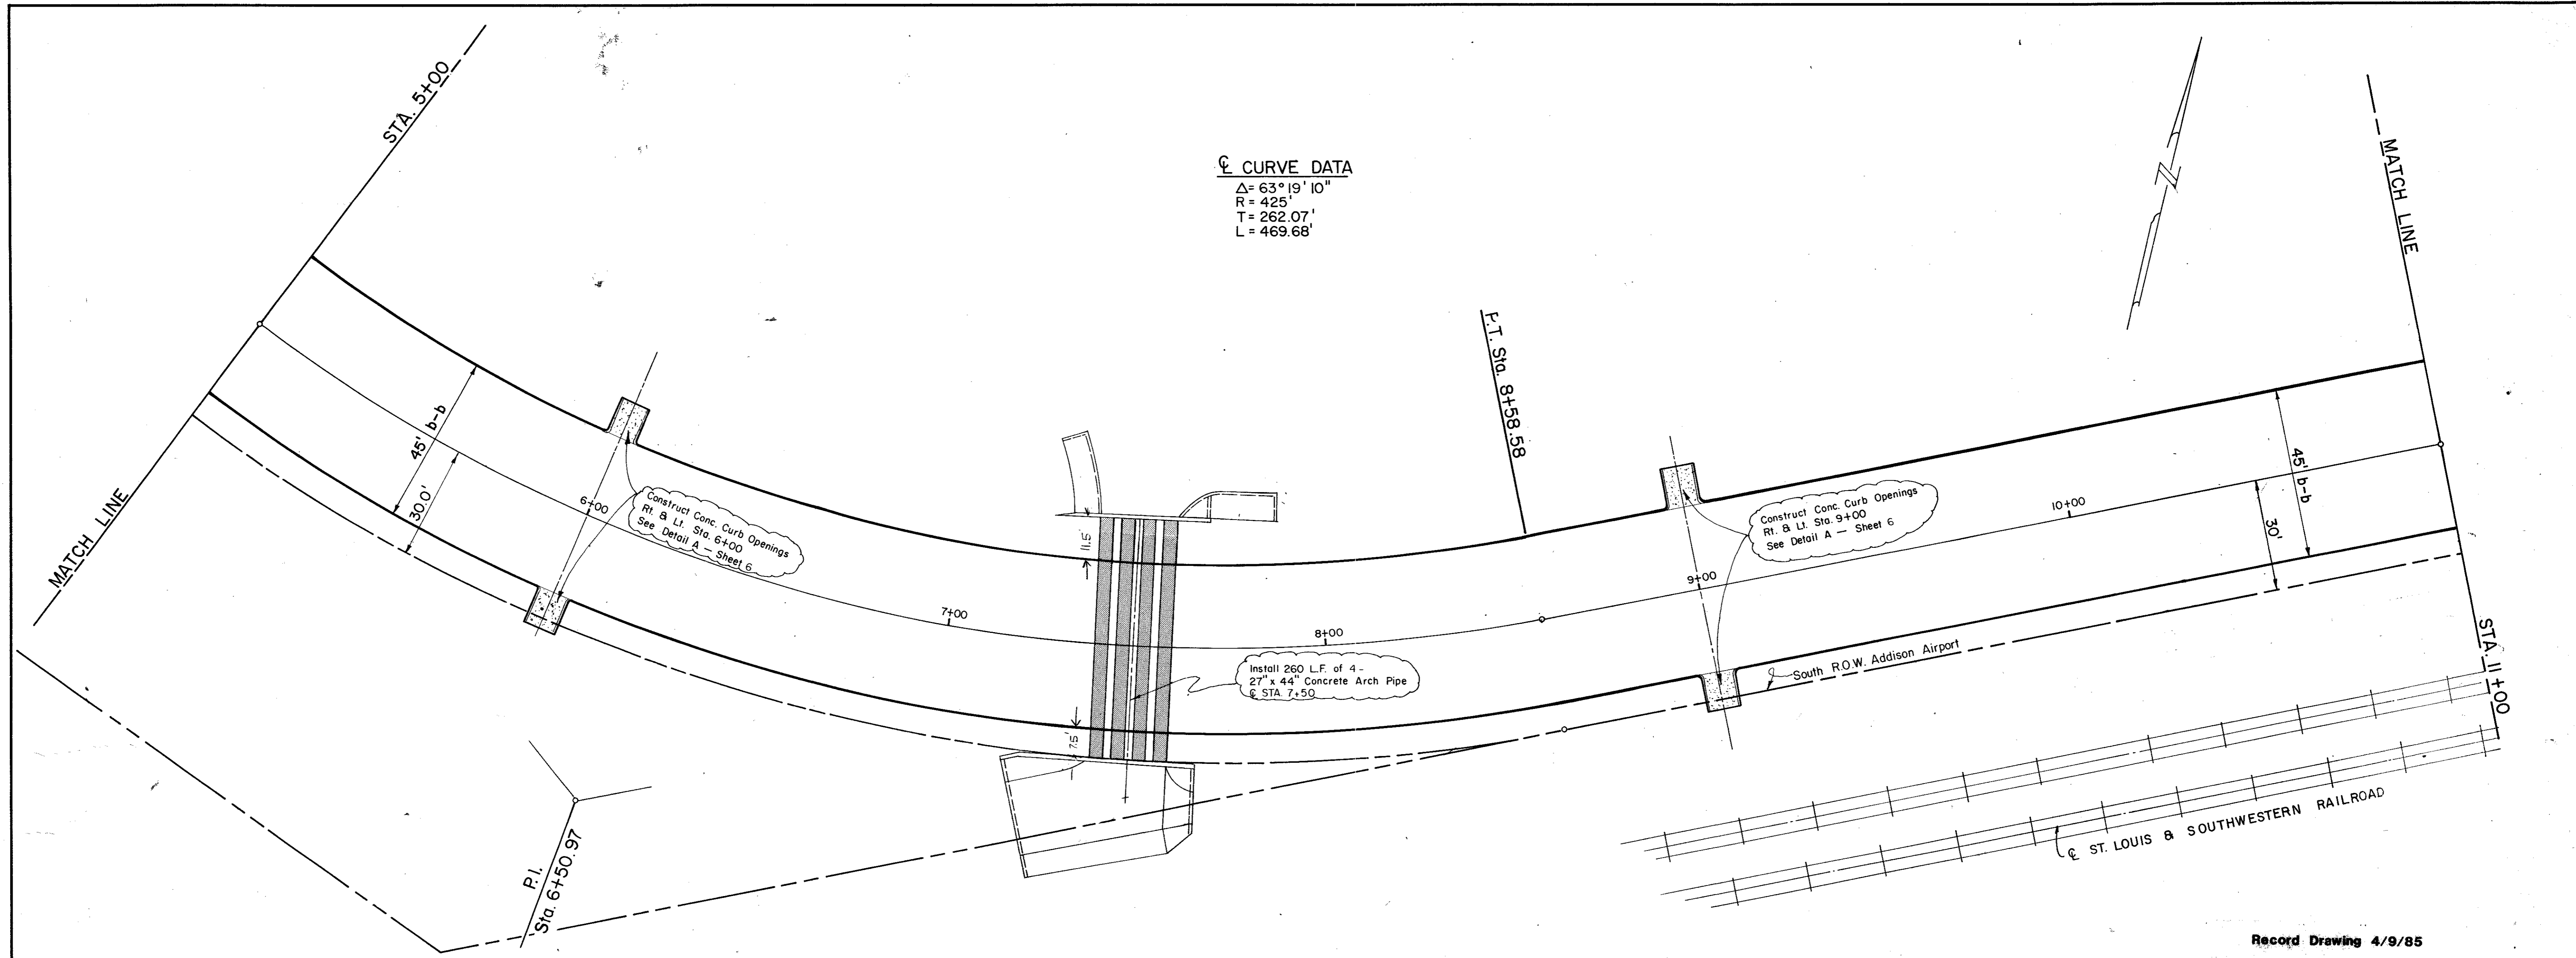 STA. 5+00
MATCH LINE
℄ CURVE DATA
Δ= 63° 19' 10"
R = 425'
T = 262.07'
L = 469.68'
45' b-b
30.0'
6+00
Construct Conc. Curb Openings
Rt. & Lt. Sta. 6+00
See Detail A — Sheet 6
7+00
11.5'
7.5'
Install 260 L.F. of 4 -
27" x 44" Concrete Arch Pipe
℄ STA. 7+50
8+00
P.T. Sta. 8+58.58
9+00
Construct Conc. Curb Openings
Rt. & Lt. Sta. 9+00
See Detail A — Sheet 6
10+00
45' b-b
30'
MATCH LINE
STA. 11+00
South R.O.W. Addison Airport
℄ ST. LOUIS & SOUTHWESTERN RAILROAD
P.I.
Sta. 6+50.97
Record Drawing 4/9/85